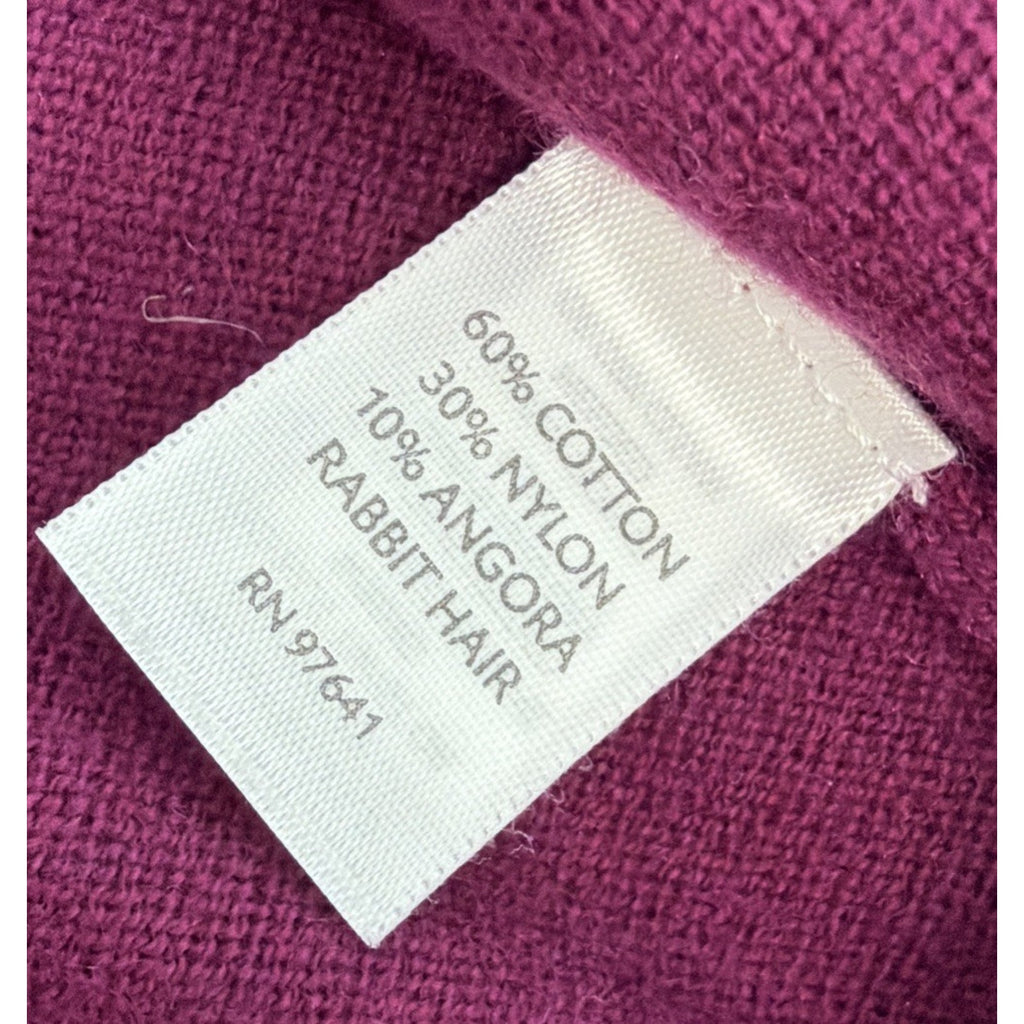 60% COTTON
30% NYLON
10% ANGORA
RABBIT HAIR
RN 97641